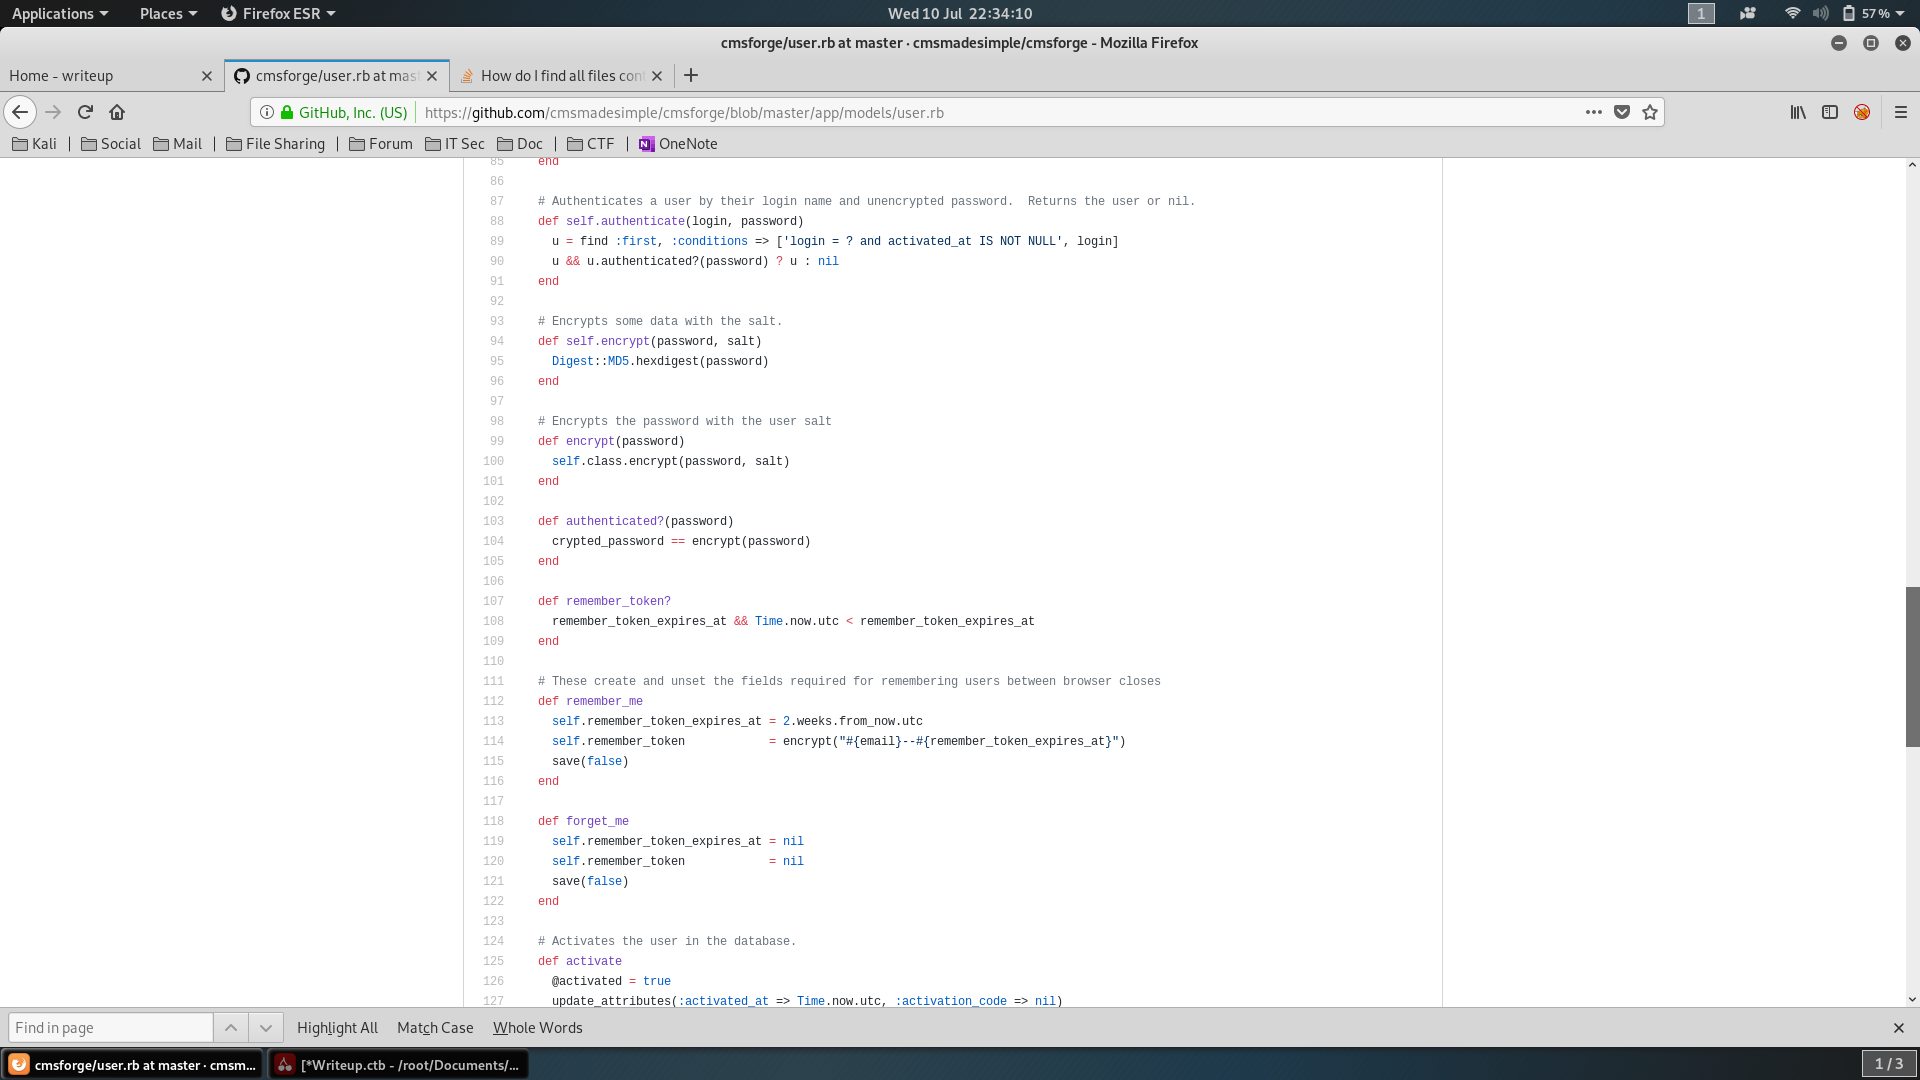 Applications Places Firefox ESR Wed 10 Jul 22:34:10 1 57 %
cmsforge/user.rb at master · cmsmadesimple/cmsforge - Mozilla Firefox
Home - writeup cmsforge/user.rb at mas How do I find all files con
GitHub, Inc. (US) https://github.com/cmsmadesimple/cmsforge/blob/master/app/models/user.rb
Kali Social Mail File Sharing Forum IT Sec Doc CTF OneNote
85 end
86
87 # Authenticates a user by their login name and unencrypted password.  Returns the user or nil.
88 def self.authenticate(login, password)
89 u = find :first, :conditions => ['login = ? and activated_at IS NOT NULL', login]
90 u && u.authenticated?(password) ? u : nil
91 end
92
93 # Encrypts some data with the salt.
94 def self.encrypt(password, salt)
95 Digest::MD5.hexdigest(password)
96 end
97
98 # Encrypts the password with the user salt
99 def encrypt(password)
100 self.class.encrypt(password, salt)
101 end
102
103 def authenticated?(password)
104 crypted_password == encrypt(password)
105 end
106
107 def remember_token?
108 remember_token_expires_at && Time.now.utc < remember_token_expires_at
109 end
110
111 # These create and unset the fields required for remembering users between browser closes
112 def remember_me
113 self.remember_token_expires_at = 2.weeks.from_now.utc
114 self.remember_token            = encrypt("#{email}--#{remember_token_expires_at}")
115 save(false)
116 end
117
118 def forget_me
119 self.remember_token_expires_at = nil
120 self.remember_token            = nil
121 save(false)
122 end
123
124 # Activates the user in the database.
125 def activate
126 @activated = true
127 update_attributes(:activated_at => Time.now.utc, :activation_code => nil)
Find in page Highlight All Match Case Whole Words
cmsforge/user.rb at master · cmsm... [*Writeup.ctb - /root/Documents/... 1 / 3